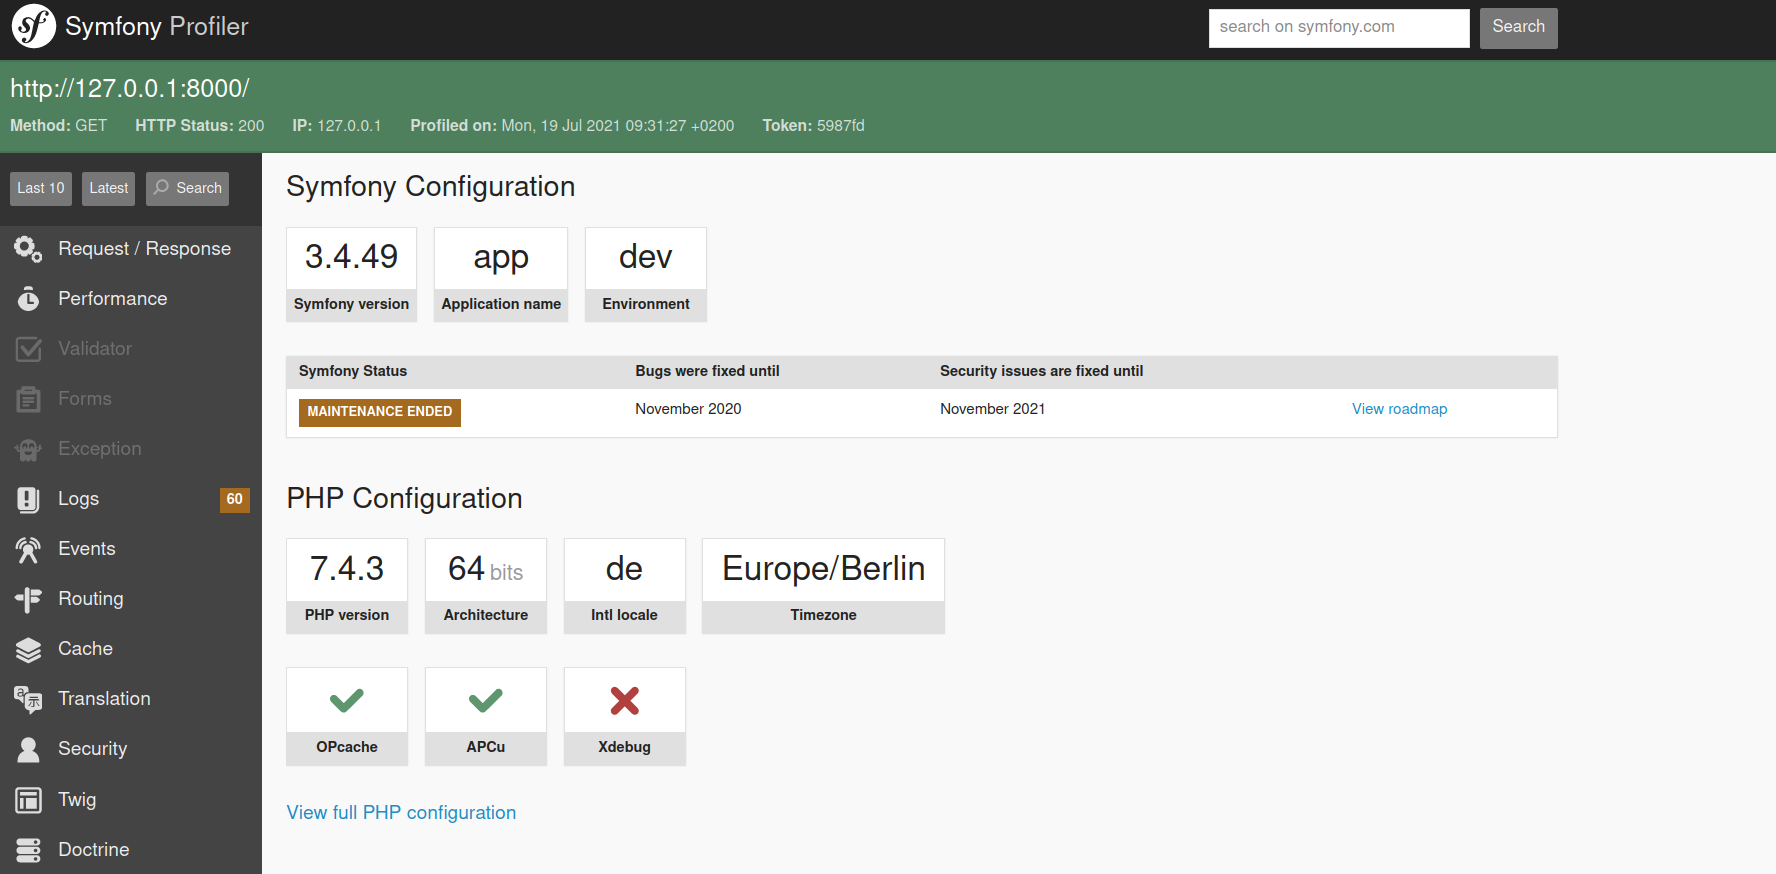 Symfony Profiler
search on symfony.com
Search
http://127.0.0.1:8000/
Method: GET HTTP Status: 200 IP: 127.0.0.1 Profiled on: Mon, 19 Jul 2021 09:31:27 +0200 Token: 5987fd
Last 10 Latest Search
Request / Response
Performance
Validator
Forms
Exception
Logs 60
Events
Routing
Cache
Translation
Security
Twig
Doctrine
Symfony Configuration
3.4.49 app dev
Symfony version Application name Environment
Symfony Status Bugs were fixed until Security issues are fixed until
MAINTENANCE ENDED November 2020 November 2021 View roadmap
PHP Configuration
7.4.3 64 bits de Europe/Berlin
PHP version Architecture Intl locale Timezone
OPcache APCu Xdebug
View full PHP configuration